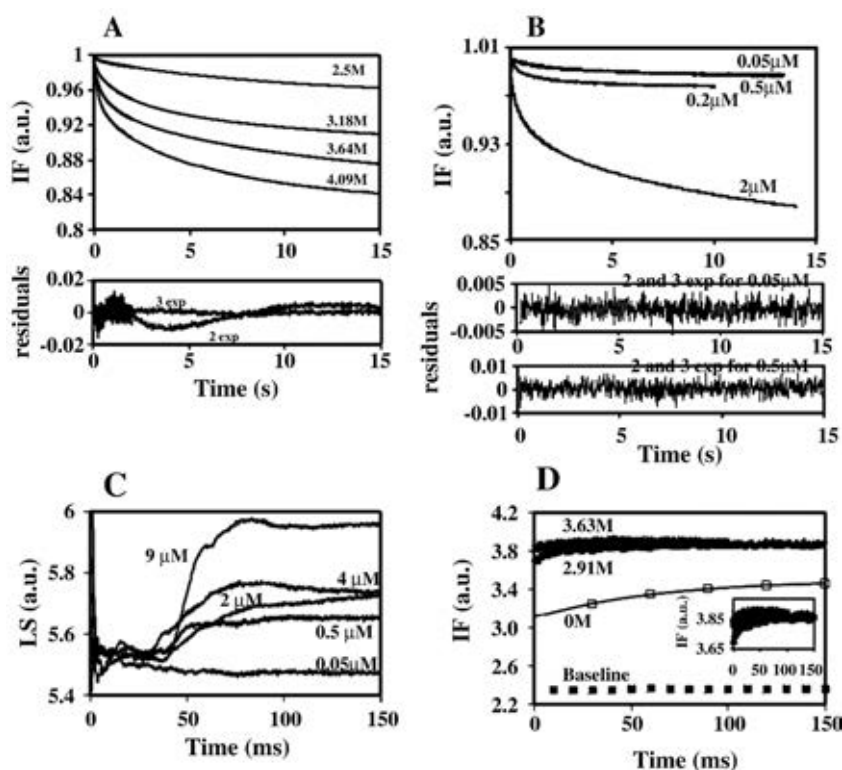 A
1
0.96
0.92
0.88
0.84
0.8
IF (a.u.)
2.5M
3.18M
3.64M
4.09M
0 5 10 15
0.02
0
-0.02
residuals
3 exp
2 exp
0 5 10 15
Time (s)
B
1.01
0.93
0.85
IF (a.u.)
0.05µM
0.5µM
0.2µM
2µM
0 5 10 15
0.005
0
-0.005
2 and 3 exp for 0.05µM
residuals
0.01
0
-0.01
2 and 3 exp for 0.5µM
0 5 10 15
Time (s)
C
6
5.8
5.6
5.4
LS (a.u.)
9 µM
4 µM
2 µM
0.5 µM
0.05µM
0 50 100 150
Time (ms)
D
4.2
3.8
3.4
3.0
2.6
2.2
IF (a.u.)
3.63M
2.91M
0M
IF (a.u.)
3.85
3.65
0 50 100 150
Baseline
0 50 100 150
Time (ms)